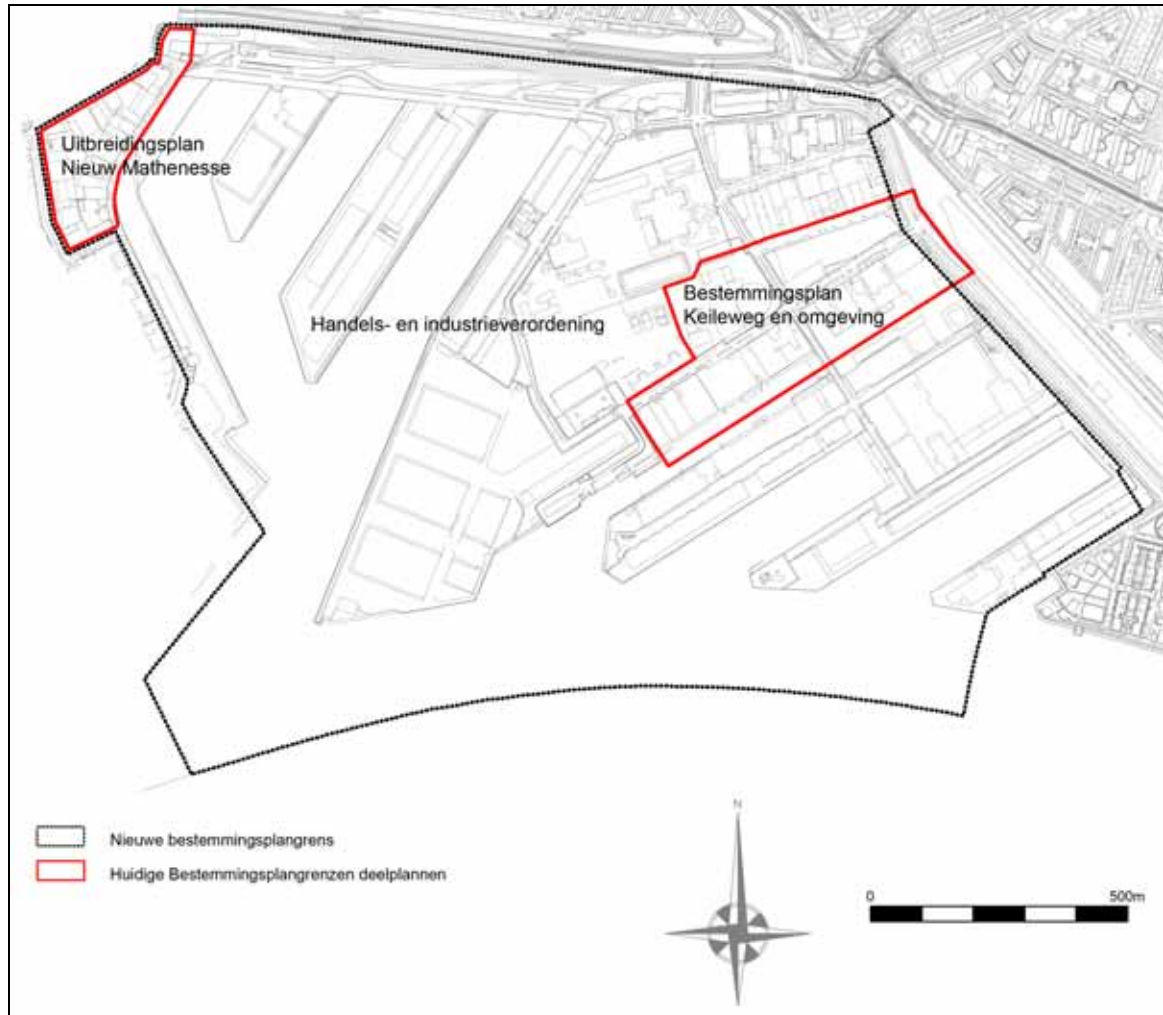 Uitbreidingsplan
Nieuw Mathenesse
Handels- en industrieverordening
Bestemmingsplan
Keileweg en omgeving
Nieuwe bestemmingsplangrens
Huidige Bestemmingsplangrenzen deelplannen
N
0
500m